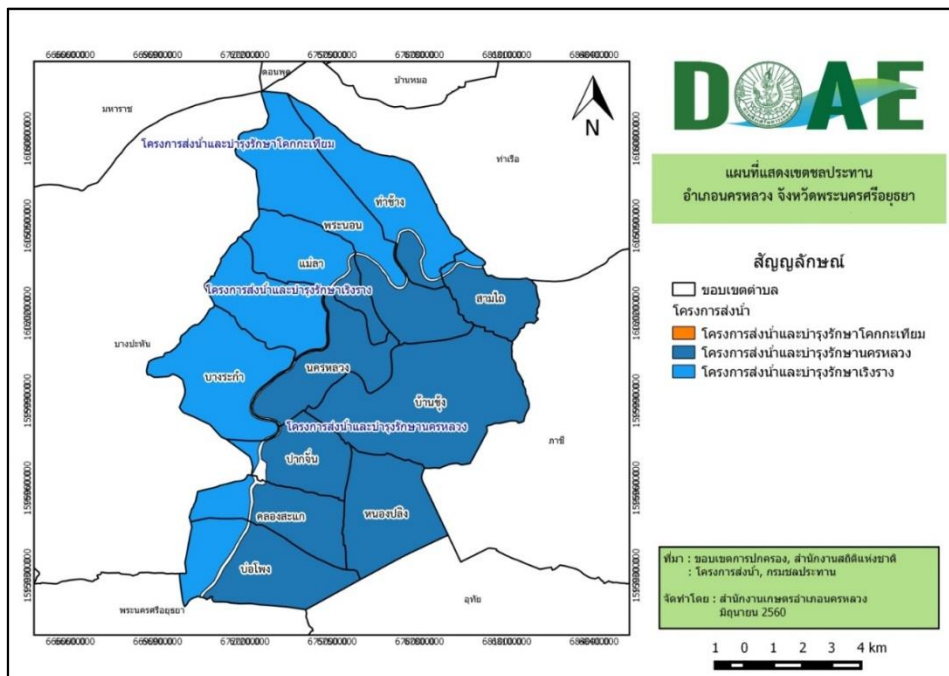 DOAE
แผนที่แสดงเขตชลประทาน
อำเภอนครหลวง จังหวัดพระนครศรีอยุธยา
สัญญลักษณ์
ขอบเขตตำบล
โครงการส่งน้ำ
โครงการส่งน้ำและบำรุงรักษาโคกกะเทียม
โครงการส่งน้ำและบำรุงรักษานครหลวง
โครงการส่งน้ำและบำรุงรักษาเริงราง
ที่มา : ขอบเขตการปกครอง, สำนักงานสถิติแห่งชาติ
: โครงการส่งน้ำ, กรมชลประทาน
จัดทำโดย : สำนักงานเกษตรอำเภอนครหลวง
มิถุนายน 2560
1 0 1 2 3 4 km
N
ดอนพุด
บ้านหมอ
มหาราช
โครงการส่งน้ำและบำรุงรักษาโคกกะเทียม
ท่าเรือ
ท่าช้าง
พระนอน
แม่ลา
โครงการส่งน้ำและบำรุงรักษาเริงราง
สามไถ
บางปะหัน
นครหลวง
บางระกำ
บ้านชุ้ง
โครงการส่งน้ำและบำรุงรักษานครหลวง
ภาชี
ปากจั่น
คลองสะแก
หนองปลิง
บ่อโพง
อุทัย
พระนครศรีอยุธยา